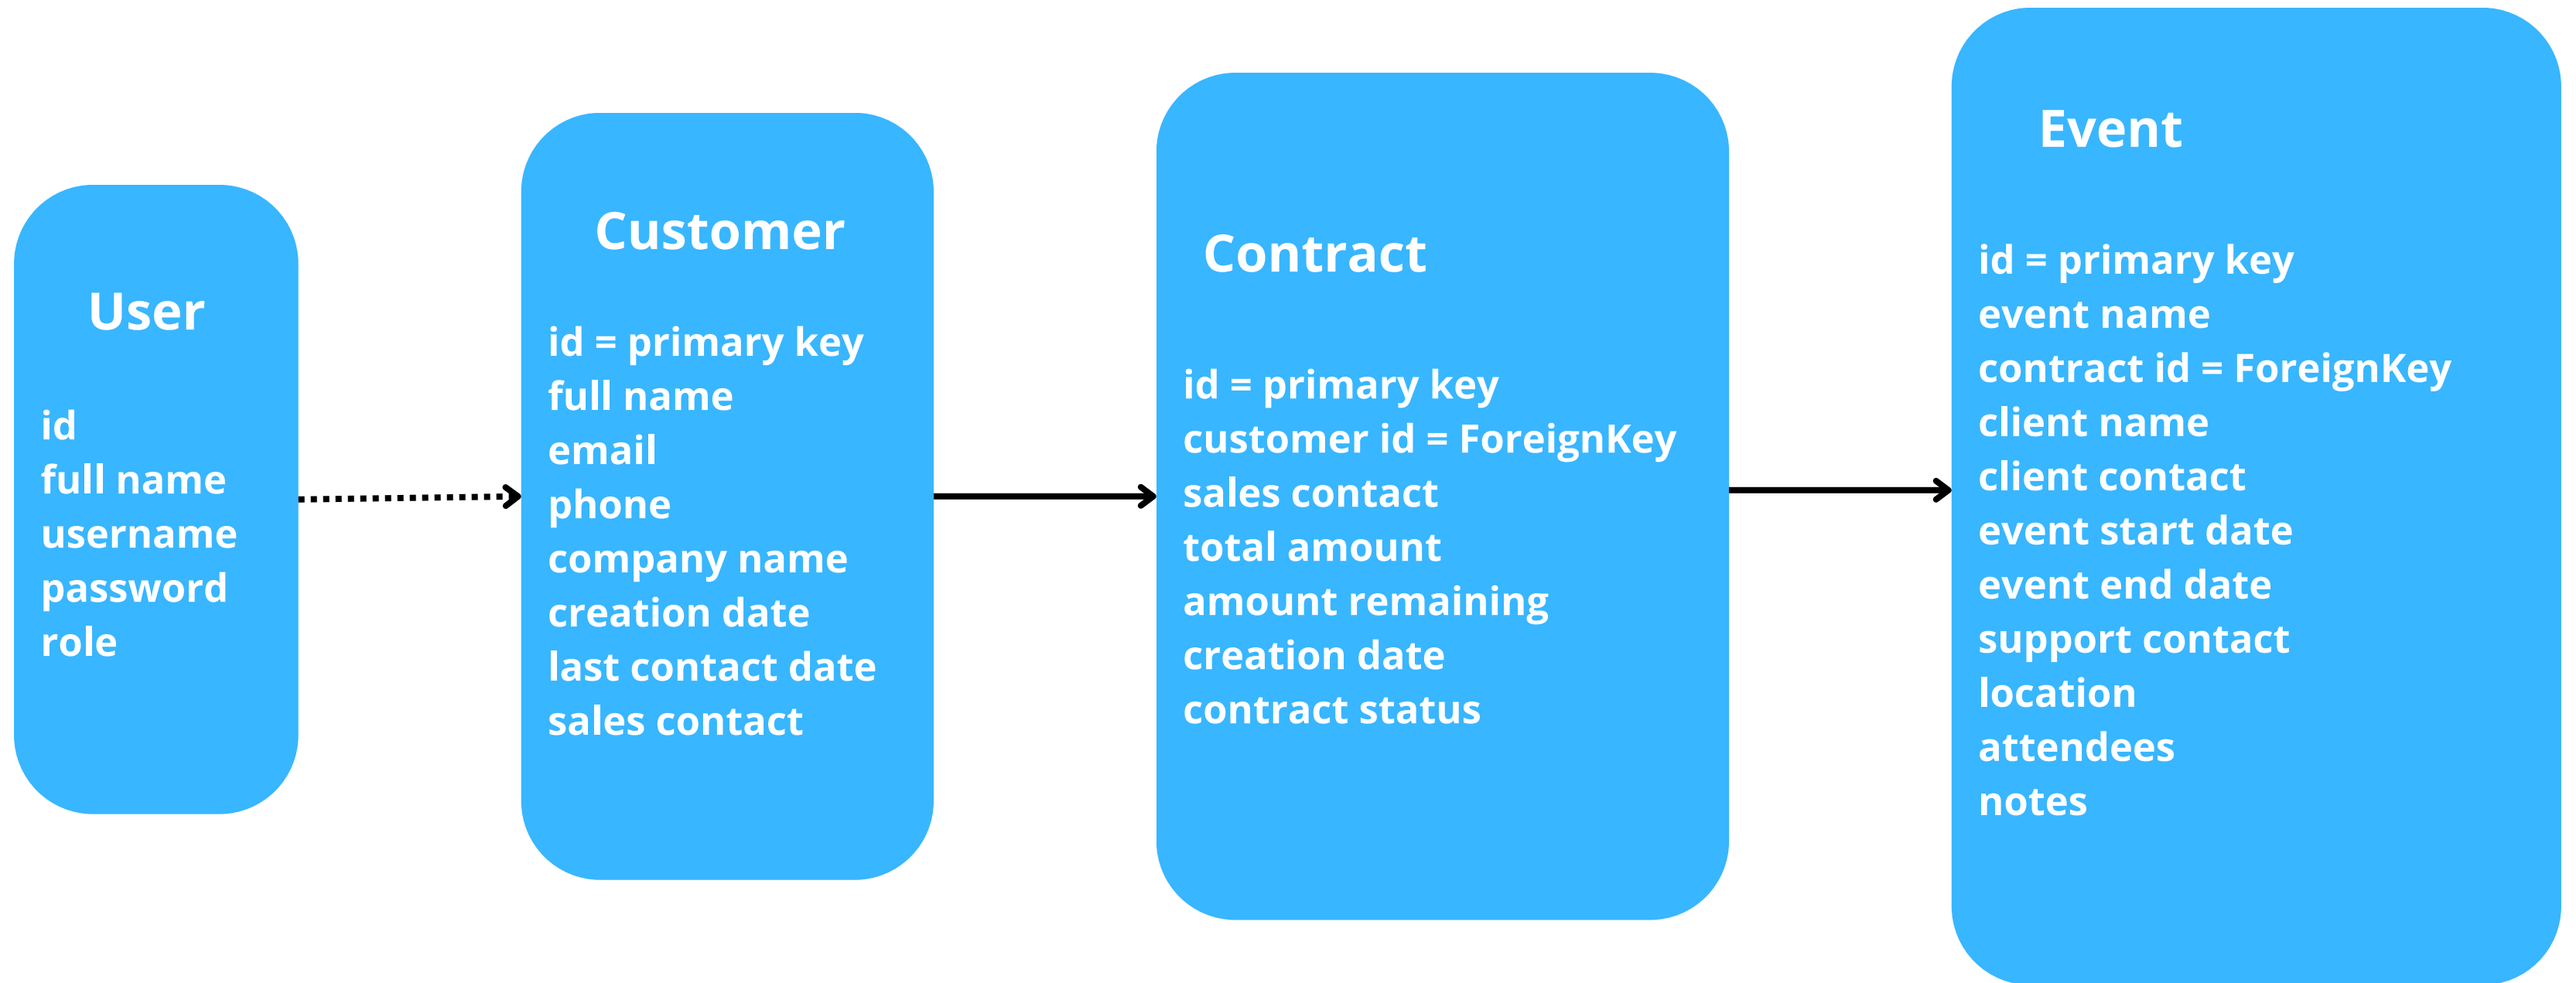 User
id
full name
username
password
role
Customer
id = primary key
full name
email
phone
company name
creation date
last contact date
sales contact
Contract
id = primary key
customer id = ForeignKey
sales contact
total amount
amount remaining
creation date
contract status
Event
id = primary key
event name
contract id = ForeignKey
client name
client contact
event start date
event end date
support contact
location
attendees
notes